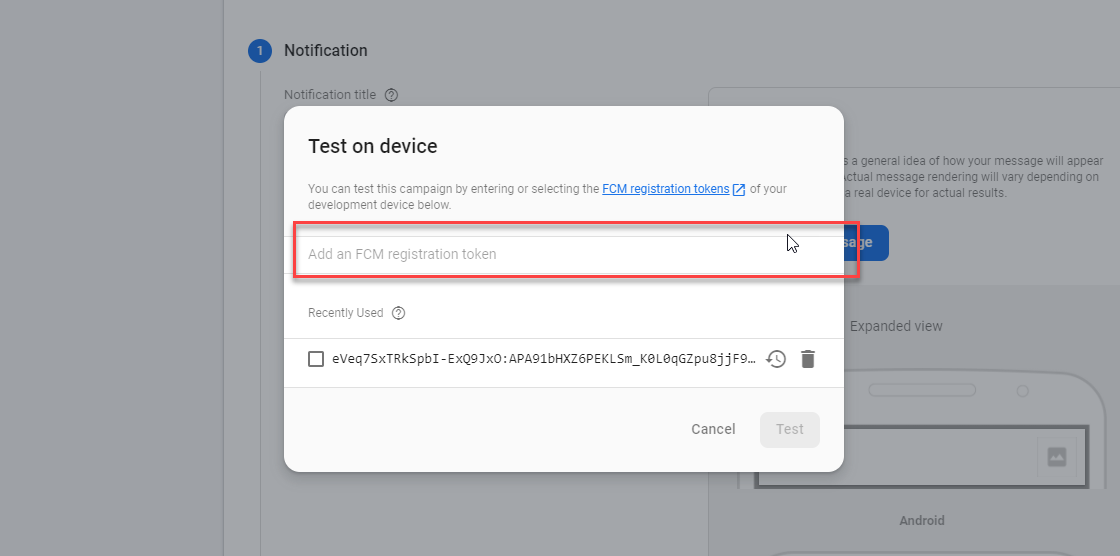 1 Notification
Notification title
Test on device
You can test this campaign by entering or selecting the FCM registration tokens of your
development device below.
s a general idea of how your message will appear
Actual message rendering will vary depending on
a real device for actual results.
sage
Add an FCM registration token
Recently Used
Expanded view
eVeq7SxTRkSpbI-ExQ9JxO:APA91bHXZ6PEKLSm_K0L0qGZpu8jjF9…
Cancel
Test
Android